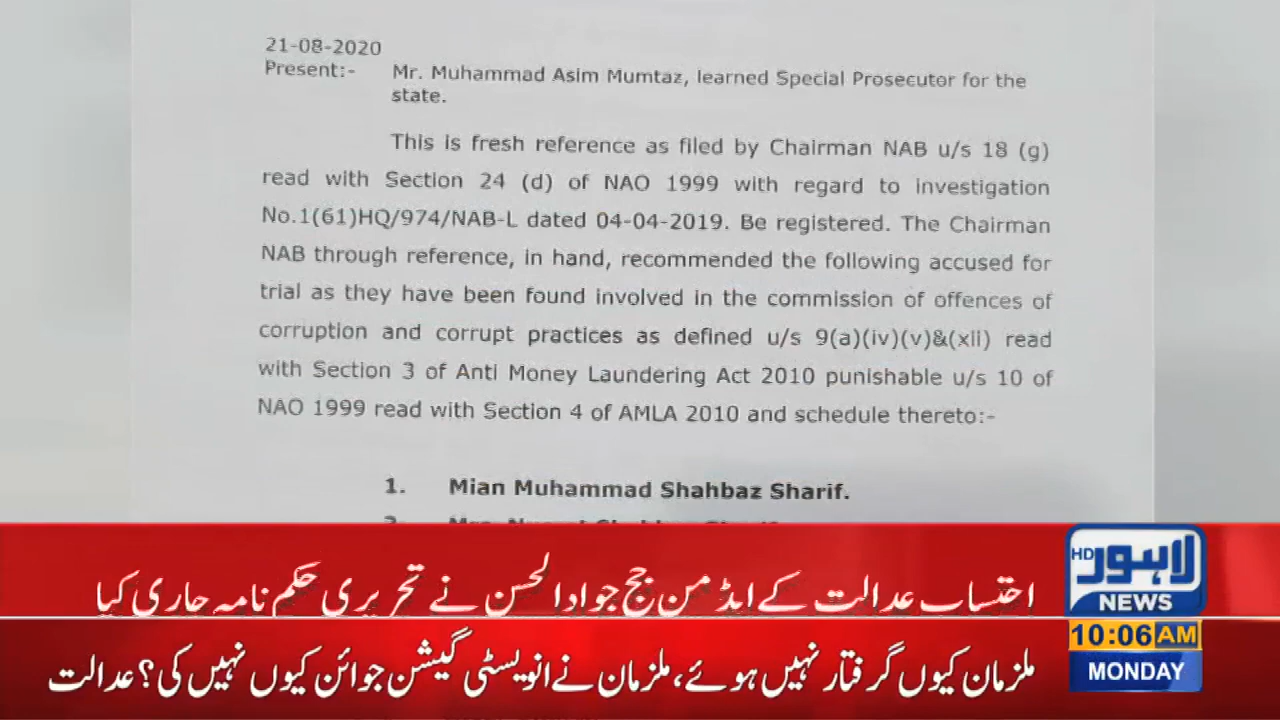 21-08-2020
Present:- Mr. Muhammad Asim Mumtaz, learned Special Prosecutor for the
state.
This is fresh reference as filed by Chairman NAB u/s 18 (g)
read with Section 24 (d) of NAO 1999 with regard to investigation
No.1(61)HQ/974/NAB-L dated 04-04-2019. Be registered. The Chairman
NAB through reference, in hand, recommended the following accused for
trial as they have been found involved in the commission of offences of
corruption and corrupt practices as defined u/s 9(a)(iv)(v)&(xii) read
with Section 3 of Anti Money Laundering Act 2010 punishable u/s 10 of
NAO 1999 read with Section 4 of AMLA 2010 and schedule thereto:-
1. Mian Muhammad Shahbaz Sharif.
احتساب عدالت کے ایڈمن جج جواد الحسن نے تحریری حکم نامہ جاری کیا
ملزمان کیوں گرفتار نہیں ہوئے، ملزمان نے انویسٹی گیشن جوائن کیوں نہیں کی؟ عدالت
لاہور
HD
NEWS
10:06 AM
MONDAY